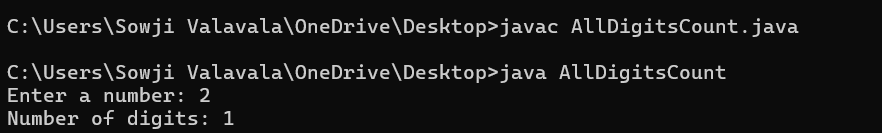 C:\Users\Sowji Valavala\OneDrive\Desktop>javac AllDigitsCount.java
C:\Users\Sowji Valavala\OneDrive\Desktop>java AllDigitsCount
Enter a number: 2
Number of digits: 1